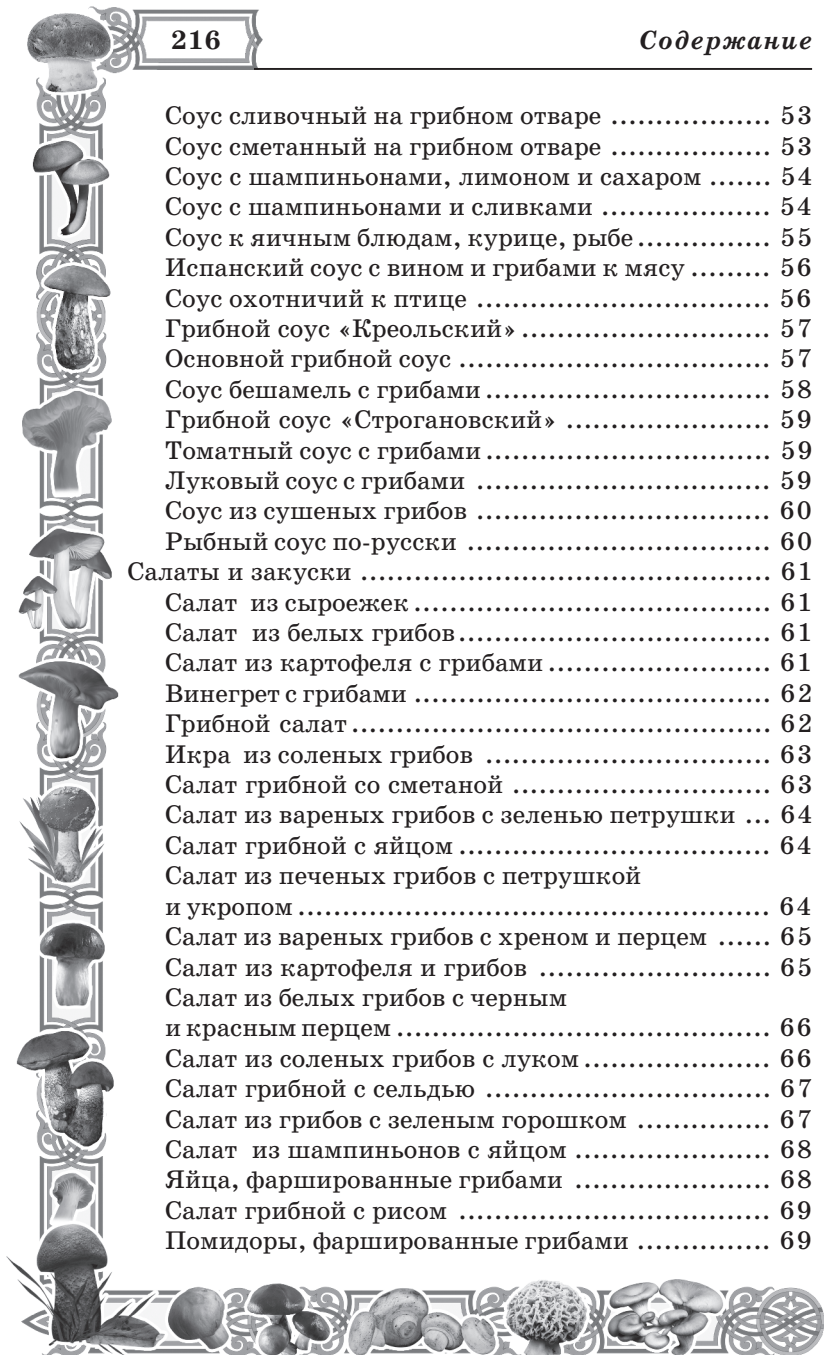 216
Содержание
Соус сливочный на грибном отваре .................. 53
Соус сметанный на грибном отваре .................. 53
Соус с шампиньонами, лимоном и сахаром ....... 54
Соус с шампиньонами и сливками .................. 54
Соус к яичным блюдам, курице, рыбе ............... 55
Испанский соус с вином и грибами к мясу ......... 56
Соус охотничий к птице ................................. 56
Грибной соус «Креольский» ............................ 57
Основной грибной соус ................................... 57
Соус бешамель с грибами ................................ 58
Грибной соус «Строгановский» ....................... 59
Томатный соус с грибами ................................ 59
Луковый соус с грибами ................................. 59
Соус из сушеных грибов ................................. 60
Рыбный соус по-русски .................................. 60
Салаты и закуски ............................................. 61
Салат из сыроежек ........................................ 61
Салат из белых грибов ................................... 61
Салат из картофеля с грибами ......................... 61
Винегрет с грибами ....................................... 62
Грибной салат ............................................... 62
Икра из соленых грибов ................................ 63
Салат грибной со сметаной ............................. 63
Салат из вареных грибов с зеленью петрушки ... 64
Салат грибной с яйцом ................................... 64
Салат из печеных грибов с петрушкой
и укропом ..................................................... 64
Салат из вареных грибов с хреном и перцем ...... 65
Салат из картофеля и грибов .......................... 65
Салат из белых грибов с черным
и красным перцем ......................................... 66
Салат из соленых грибов с луком ..................... 66
Салат грибной с сельдью ................................. 67
Салат из грибов с зеленым горошком ............... 67
Салат из шампиньонов с яйцом ...................... 68
Яйца, фаршированные грибами ...................... 68
Салат грибной с рисом ................................... 69
Помидоры, фаршированные грибами ............... 69